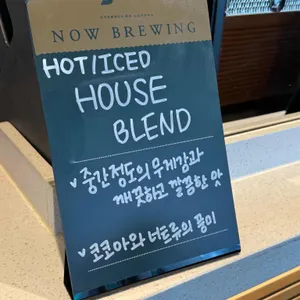 NOW BREWING
HOT/ICED
HOUSE
BLEND
✓중간정도의 무게감과
깨끗하고 깔끔한 맛
✓코코아와 너트류의 풍미